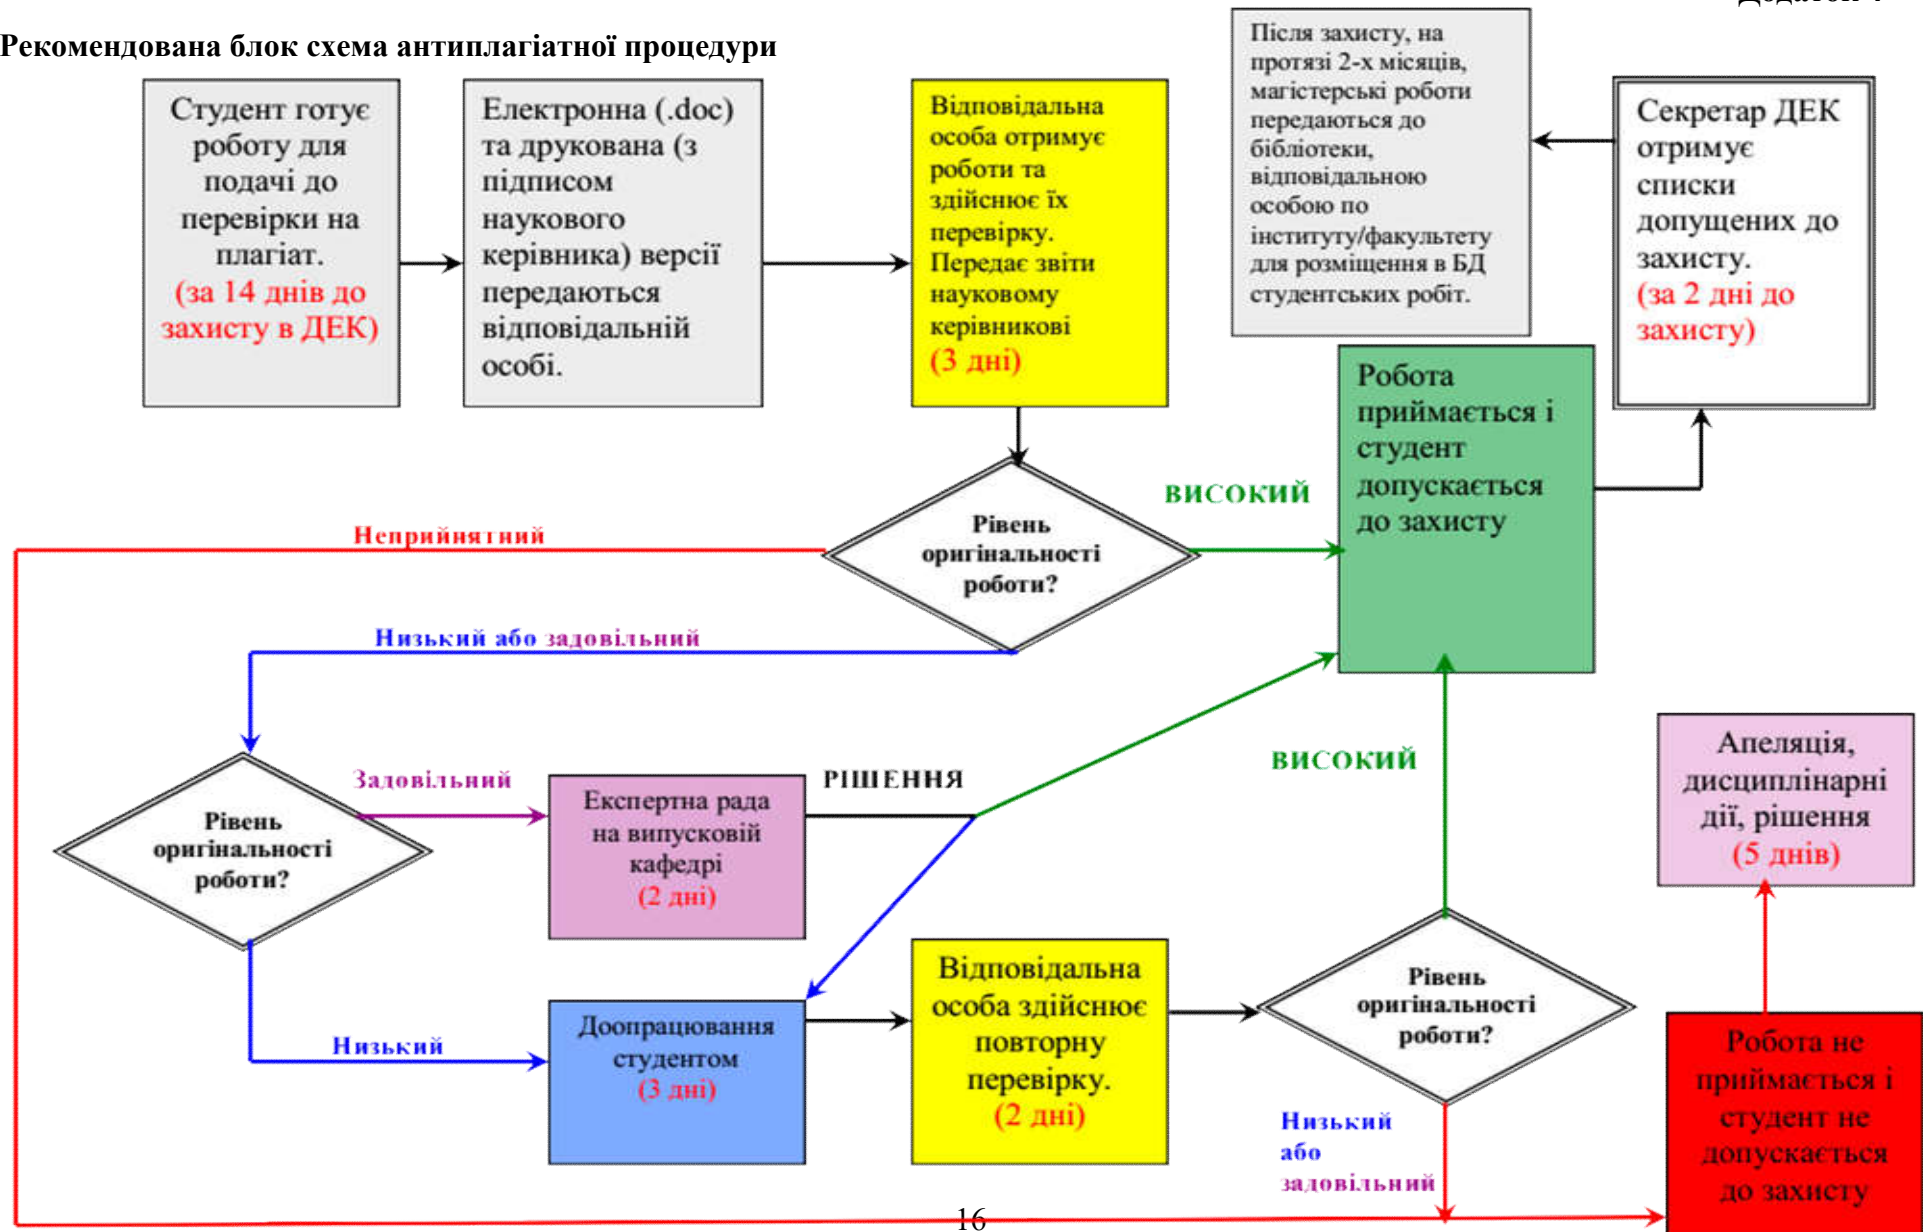 Рекомендована блок схема антиплагіатної процедури
Студент готує
роботу для
подачі до
перевірки на
плагіат.
(за 14 днів до
захисту в ДЕК)
Електронна (.doc)
та друкована (з
підписом
наукового
керівника) версії
передаються
відповідальній
особі.
Відповідальна
особа отримує
роботи та
здійснює їх
перевірку.
Передає звіти
науковому
керівникові
(3 дні)
Після захисту, на
протязі 2-х місяців,
магістерські роботи
передаються до
бібліотеки,
відповідальною
особою по
інституту/факультету
для розміщення в БД
студентських робіт.
Секретар ДЕК
отримує
списки
допущених до
захисту.
(за 2 дні до
захисту)
Робота
приймається і
студент
допускається
до захисту
ВИСОКИЙ
Рівень
оригінальності
роботи?
Неприйнятний
Низький або задовільний
Рівень
оригінальності
роботи?
Задовільний
Експертна рада
на випусковій
кафедрі
(2 дні)
РІШЕННЯ
ВИСОКИЙ
Апеляція,
дисциплінарні
дії, рішення
(5 днів)
Низький
Доопрацювання
студентом
(3 дні)
Відповідальна
особа здійснює
повторну
перевірку.
(2 дні)
Рівень
оригінальності
роботи?
Низький
або
задовільний
Робота не
приймається і
студент не
допускається
до захисту
16